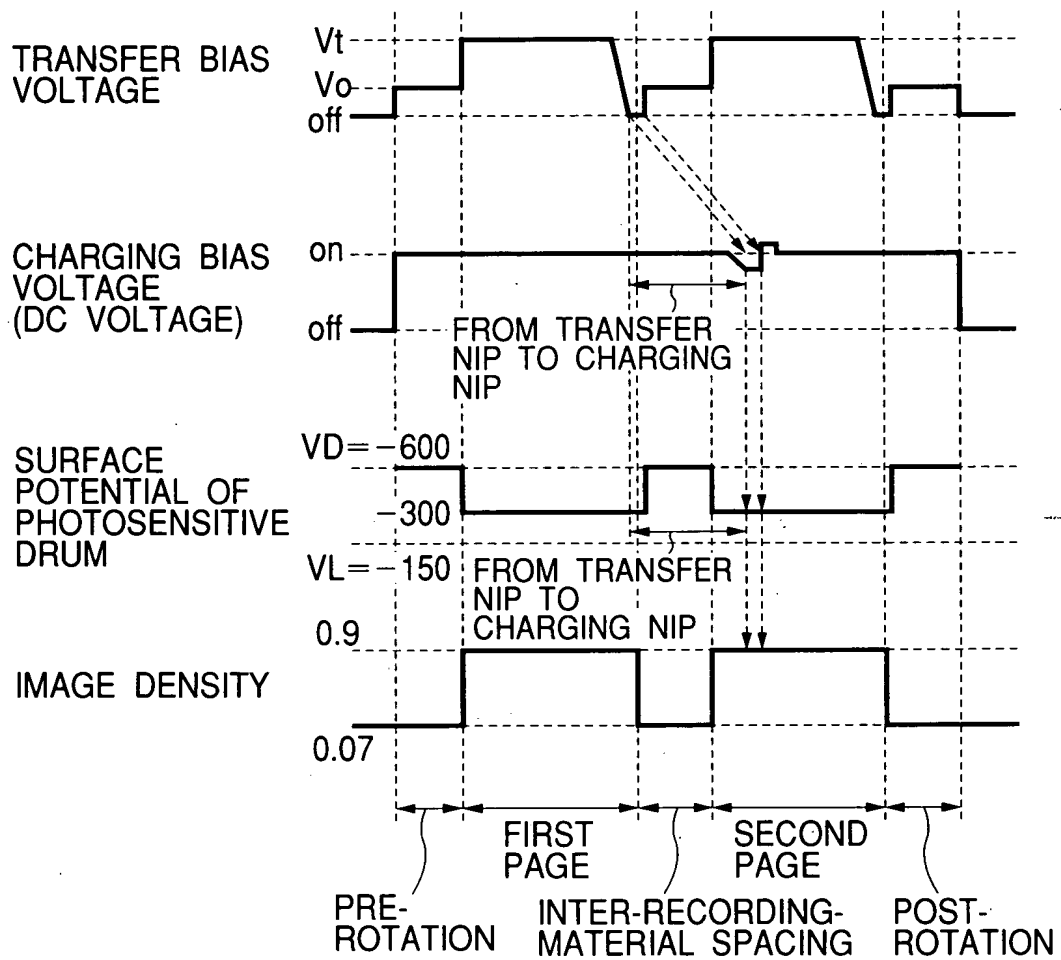 TRANSFER BIAS
VOLTAGE
Vt
Vo
off
CHARGING BIAS
VOLTAGE
(DC VOLTAGE)
on
off
FROM TRANSFER
NIP TO CHARGING
NIP
SURFACE
POTENTIAL OF
PHOTOSENSITIVE
DRUM
VD=−600
−300
VL=−150
FROM TRANSFER
NIP TO
CHARGING NIP
IMAGE DENSITY
0.9
0.07
FIRST
PAGE
SECOND
PAGE
PRE-
ROTATION
INTER-RECORDING-
MATERIAL SPACING
POST-
ROTATION